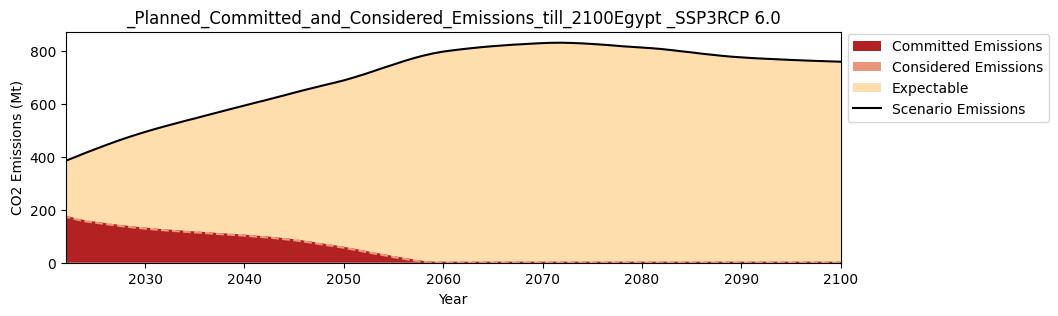 _Planned_Committed_and_Considered_Emissions_till_2100Egypt _SSP3RCP 6.0
CO2 Emissions (Mt)
800
600
400
200
0
2030 2040 2050 2060 2070 2080 2090 2100
Year
Committed Emissions
Considered Emissions
Expectable
Scenario Emissions